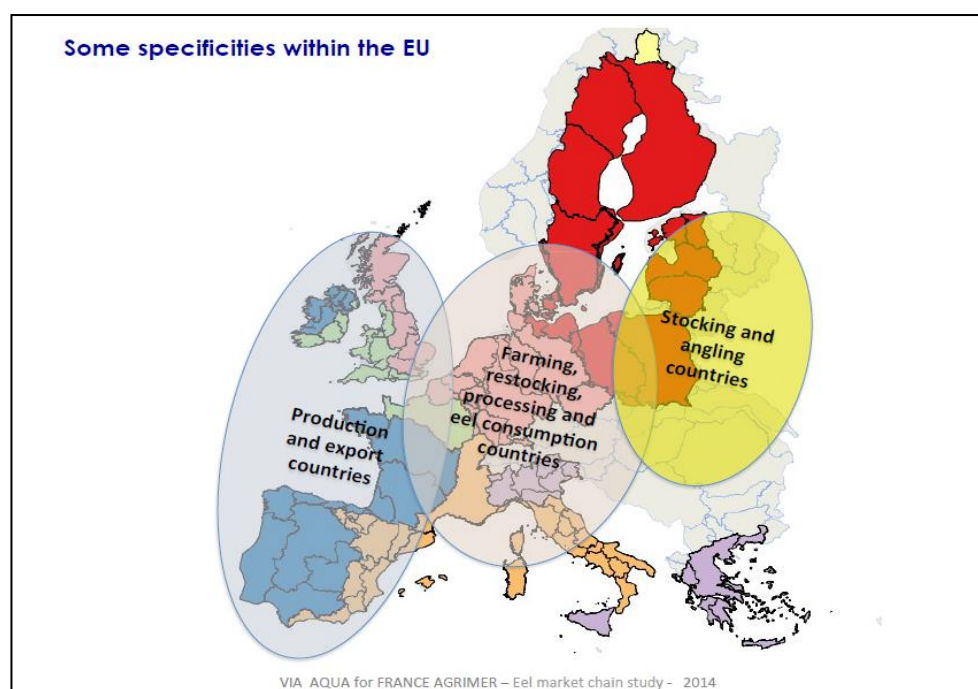 Some specificities within the EU
Production
and export
countries
Farming,
restocking,
processing and
eel consumption
countries
Stocking and
angling
countries
VIA AQUA for FRANCE AGRIMER – Eel market chain study - 2014